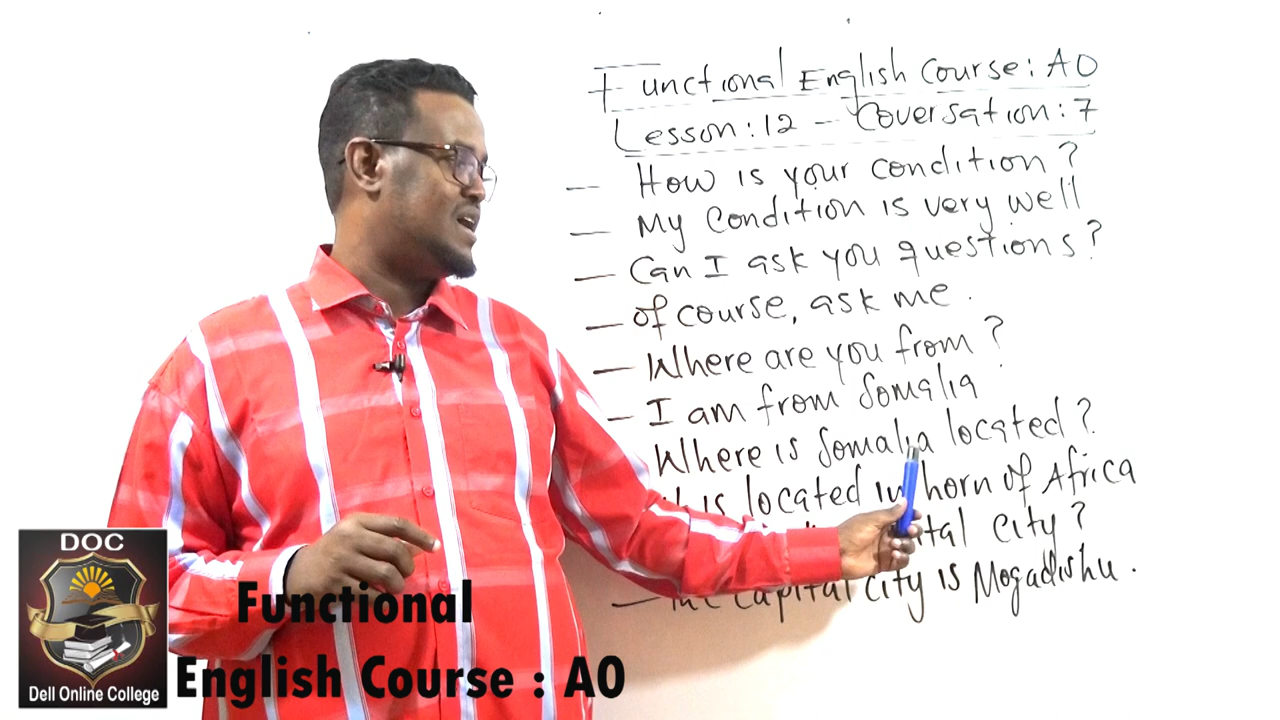 Functional English Course: A0
Lesson: 12 - Coversation: 7
— How is your condition?
— My condition is very well
— Can I ask you questions?
— of course, ask me.
— Where are you from?
— I am from Somalia
Where is Somalia located?
is located in horn of Africa
City?
— The capital city is Mogadishu.
DOC
Dell Online College
Functional
English Course : A0